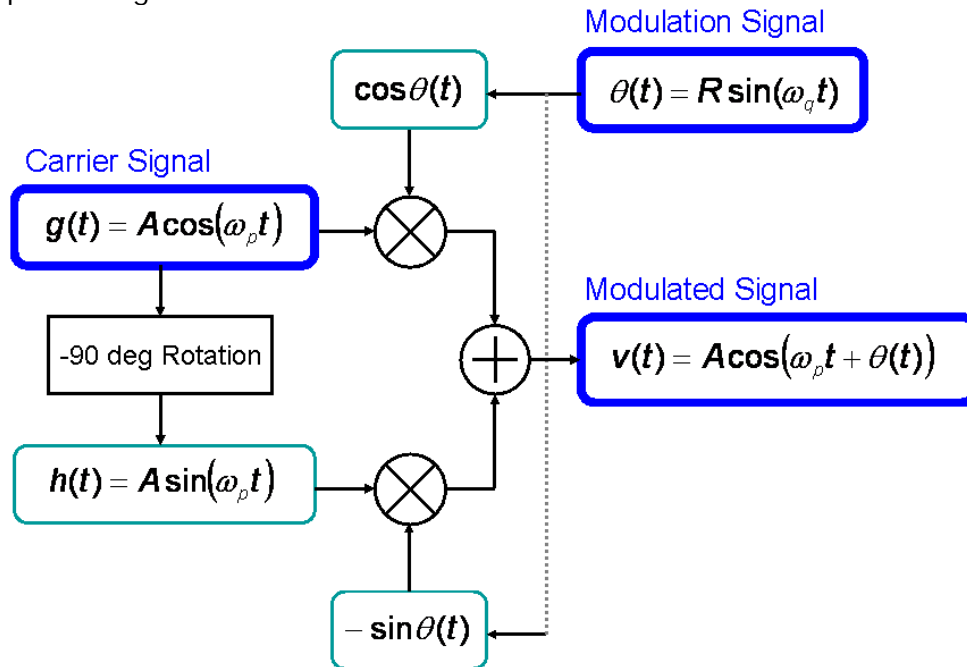 Modulation Signal
cosθ(t)
θ(t) = R sin(ω_q t)
Carrier Signal
g(t) = A cos(ω_p t)
Modulated Signal
-90 deg Rotation
v(t) = A cos(ω_p t + θ(t))
h(t) = A sin(ω_p t)
– sinθ(t)